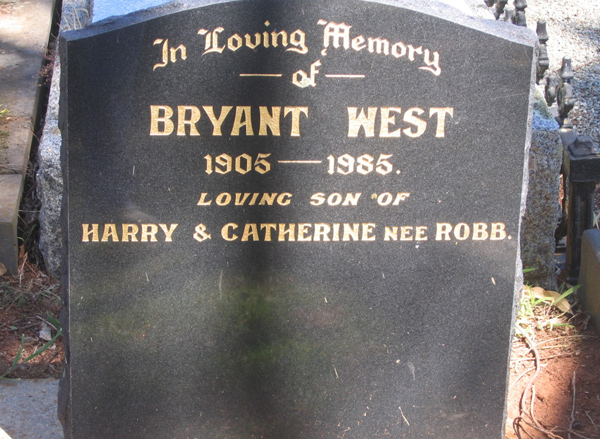 In Loving Memory
— of —
BRYANT WEST
1905 — 1985.
LOVING SON OF
HARRY & CATHERINE NEE ROBB.